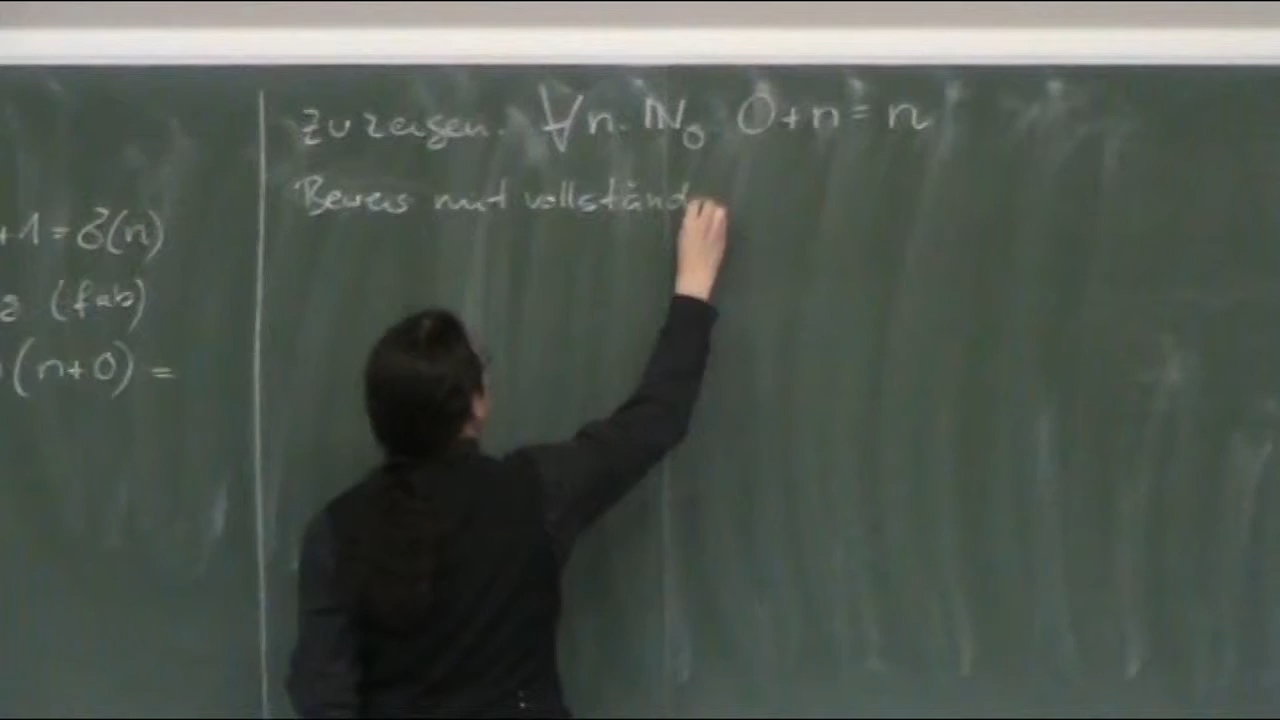 +1 = δ(n)
(fab)
(n+0) =
Zu zeigen. ∀n. ℕ₀. 0+n = n
Beweis mit vollständ